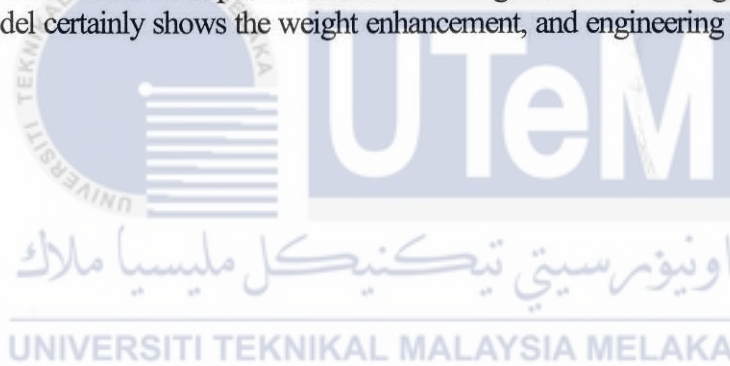 del certainly shows the weight enhancement, and engineering
UTeM
اونيۏرسيتي تيكنيكل مليسيا ملاك
UNIVERSITI TEKNIKAL MALAYSIA MELAKA